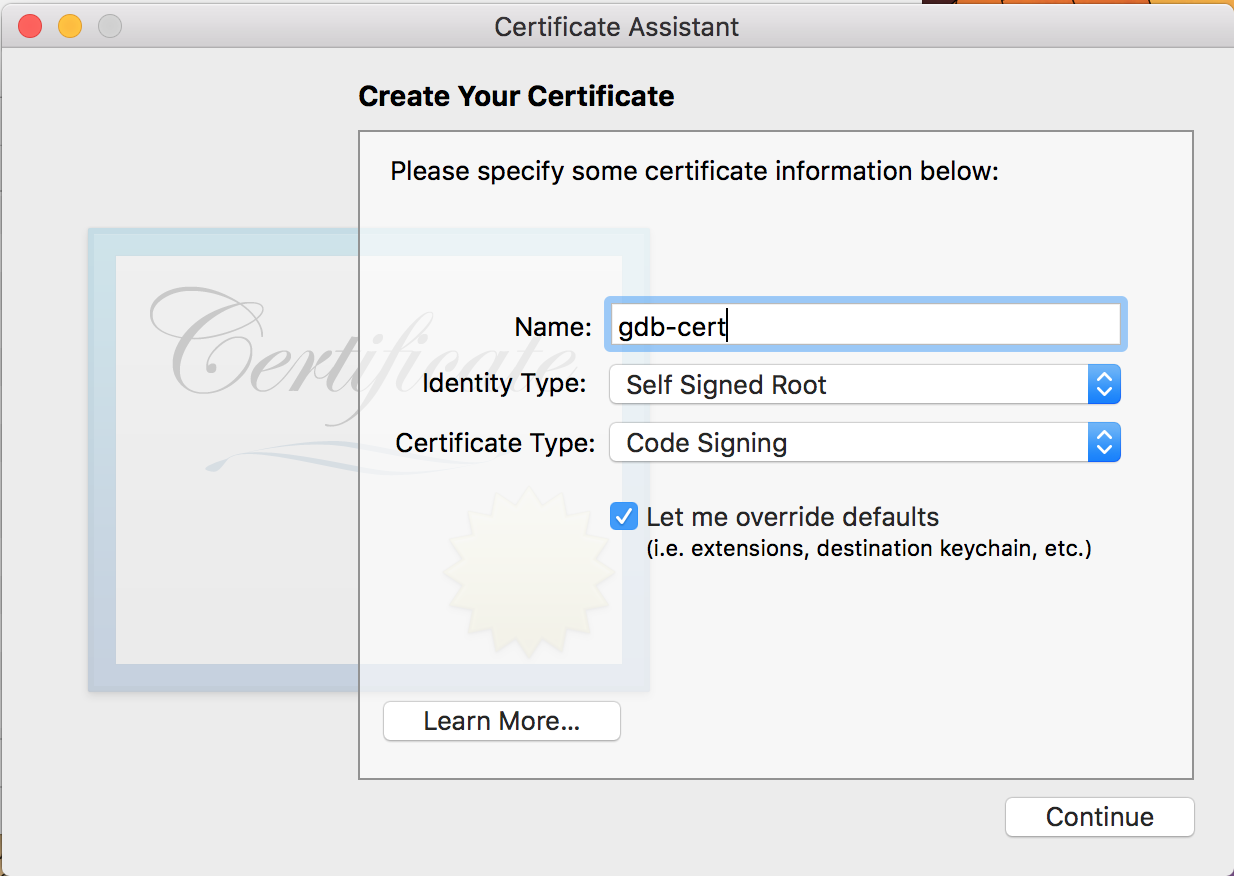 Certificate Assistant
Create Your Certificate
Please specify some certificate information below:
Certificate
Name: gdb-cert
Identity Type: Self Signed Root
Certificate Type: Code Signing
Let me override defaults
(i.e. extensions, destination keychain, etc.)
Learn More...
Continue